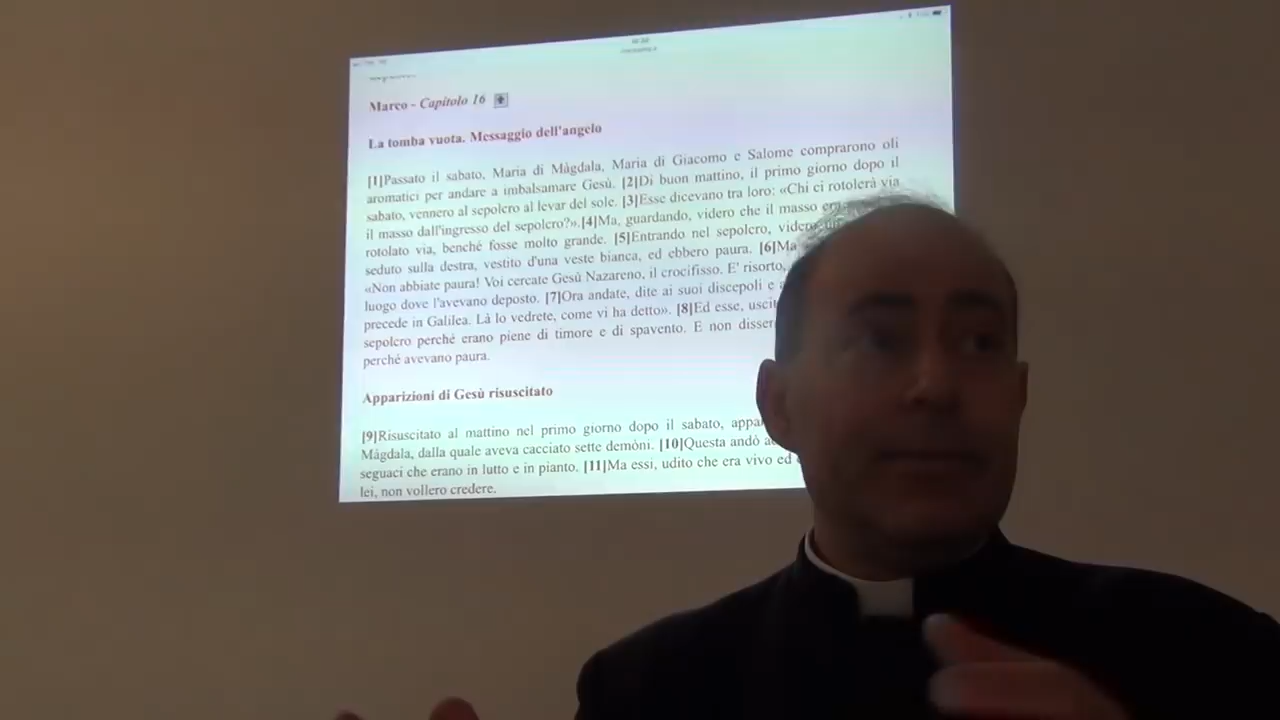 Marco - Capitolo 16
La tomba vuota. Messaggio dell'angelo
[1]Passato il sabato, Maria di Màgdala, Maria di Giacomo e Salome comprarono oli
aromatici per andare a imbalsamare Gesù. [2]Di buon mattino, il primo giorno dopo il
sabato, vennero al sepolcro al levar del sole. [3]Esse dicevano tra loro: «Chi ci rotolerà via
il masso dall'ingresso del sepolcro?».[4]Ma, guardando, videro che il masso era
rotolato via, benché fosse molto grande. [5]Entrando nel sepolcro, videro
seduto sulla destra, vestito d'una veste bianca, ed ebbero paura. [6]Ma
«Non abbiate paura! Voi cercate Gesù Nazareno, il crocifisso. E' risorto,
luogo dove l'avevano deposto. [7]Ora andate, dite ai suoi discepoli e
precede in Galilea. Là lo vedrete, come vi ha detto». [8]Ed esse,
sepolcro perché erano piene di timore e di spavento. E non
perché avevano paura.
Apparizioni di Gesù risuscitato
[9]Risuscitato al mattino nel primo giorno dopo il sabato,
Màgdala, dalla quale aveva cacciato sette demòni. [10]Questa andò
seguaci che erano in lutto e in pianto. [11]Ma essi, udito che era vivo ed
lei, non vollero credere.